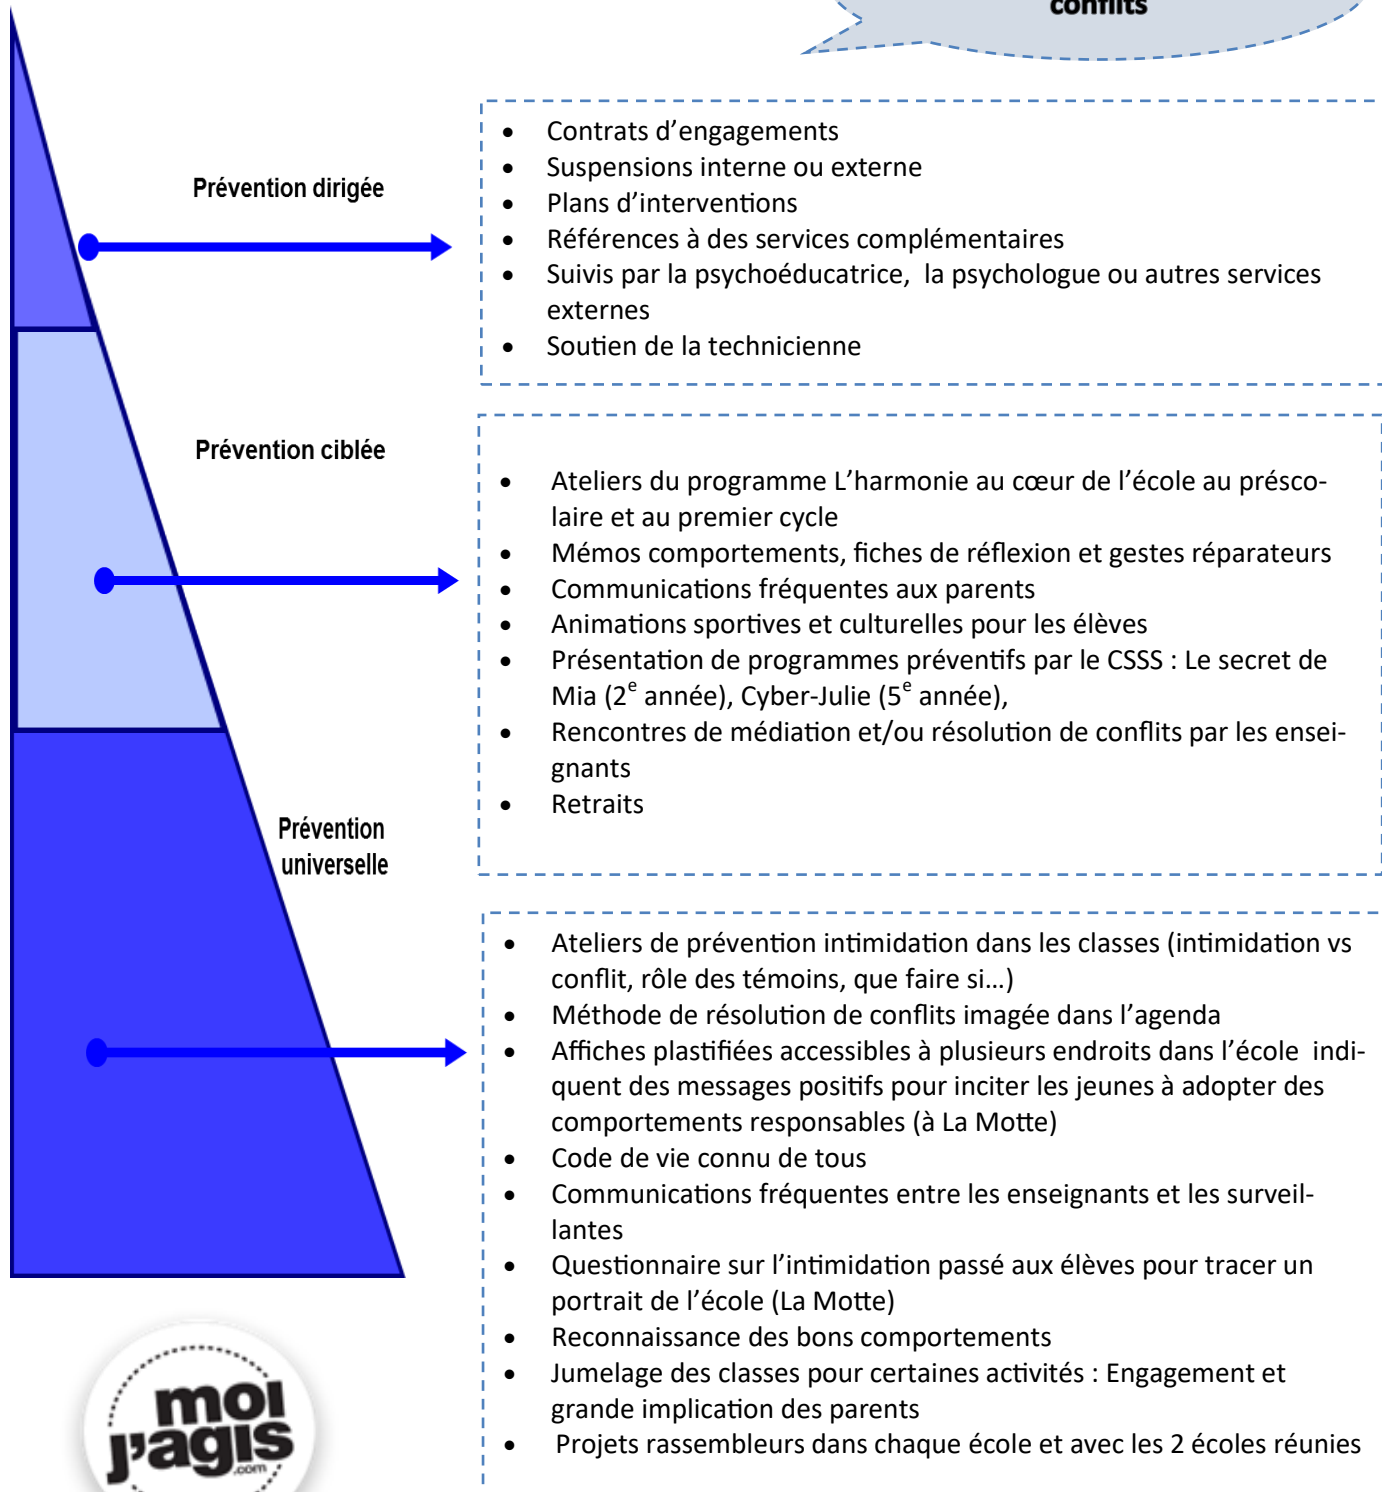 conflits
Prévention dirigée
• Contrats d’engagements
• Suspensions interne ou externe
• Plans d’interventions
• Références à des services complémentaires
• Suivis par la psychoéducatrice, la psychologue ou autres services
externes
• Soutien de la technicienne
Prévention ciblée
• Ateliers du programme L’harmonie au cœur de l’école au présco-
laire et au premier cycle
• Mémos comportements, fiches de réflexion et gestes réparateurs
• Communications fréquentes aux parents
• Animations sportives et culturelles pour les élèves
• Présentation de programmes préventifs par le CSSS : Le secret de
Mia (2e année), Cyber-Julie (5e année),
• Rencontres de médiation et/ou résolution de conflits par les ensei-
gnants
• Retraits
Prévention
universelle
• Ateliers de prévention intimidation dans les classes (intimidation vs
conflit, rôle des témoins, que faire si…)
• Méthode de résolution de conflits imagée dans l’agenda
• Affiches plastifiées accessibles à plusieurs endroits dans l’école indi-
quent des messages positifs pour inciter les jeunes à adopter des
comportements responsables (à La Motte)
• Code de vie connu de tous
• Communications fréquentes entre les enseignants et les surveil-
lantes
• Questionnaire sur l’intimidation passé aux élèves pour tracer un
portrait de l’école (La Motte)
• Reconnaissance des bons comportements
• Jumelage des classes pour certaines activités : Engagement et
grande implication des parents
• Projets rassembleurs dans chaque école et avec les 2 écoles réunies
moi
j’agis
.com